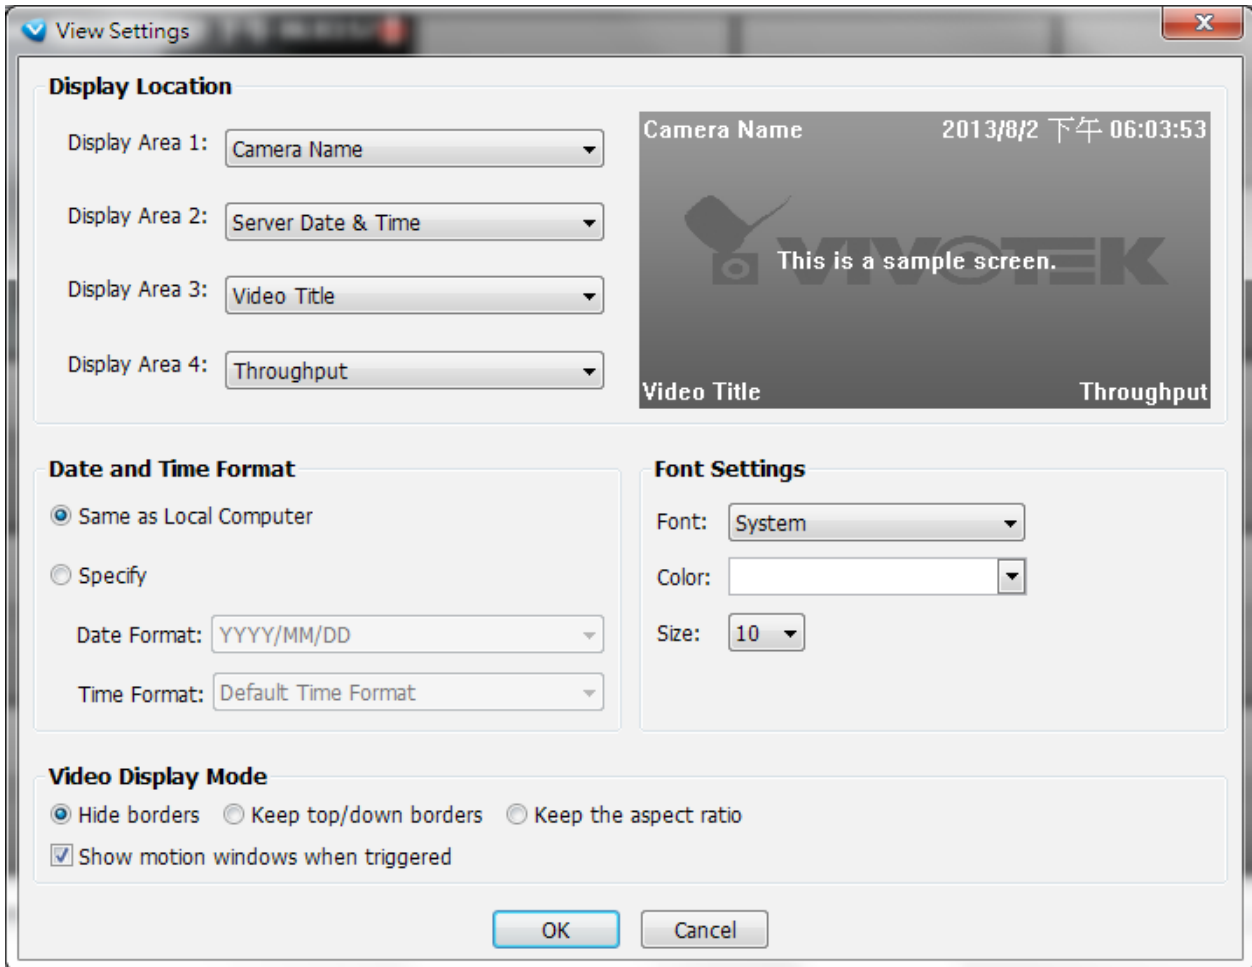 View Settings
Display Location
Display Area 1: Camera Name
Display Area 2: Server Date & Time
Display Area 3: Video Title
Display Area 4: Throughput
Camera Name 2013/8/2 下午 06:03:53
VIVOTEK
This is a sample screen.
Video Title Throughput
Date and Time Format
Same as Local Computer
Specify
Date Format: YYYY/MM/DD
Time Format: Default Time Format
Font Settings
Font: System
Color:
Size: 10
Video Display Mode
Hide borders Keep top/down borders Keep the aspect ratio
Show motion windows when triggered
OK Cancel